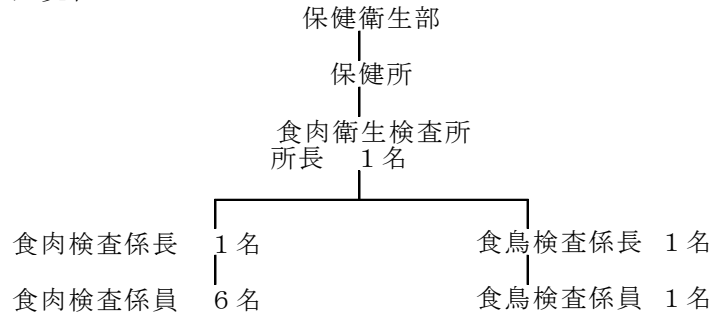 保健衛生部
保健所
食肉衛生検査所
所長　１名
食肉検査係長　１名　食鳥検査係長　１名
食肉検査係員　６名　食鳥検査係員　１名